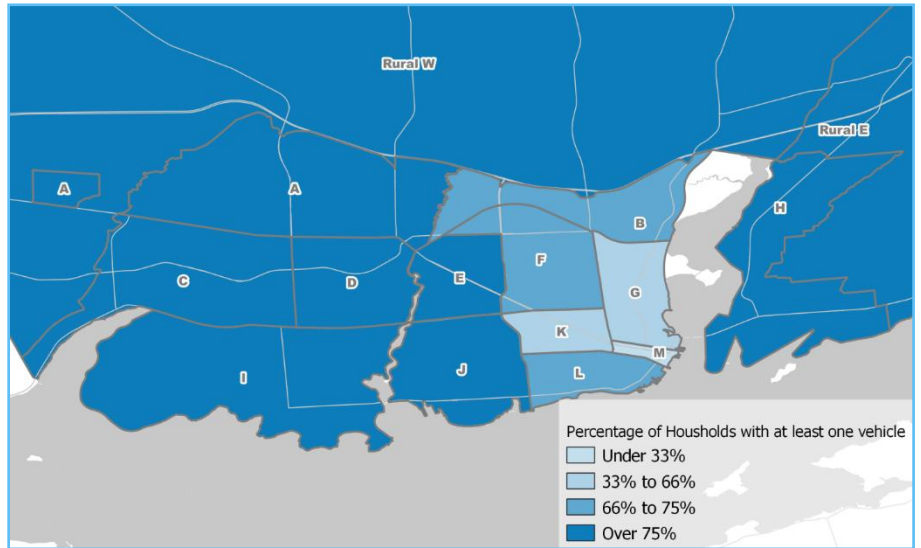 Rural W
Rural E
A
A
H
B
C
D
E
F
G
K
M
I
J
L
Percentage of Housholds with at least one vehicle
Under 33%
33% to 66%
66% to 75%
Over 75%